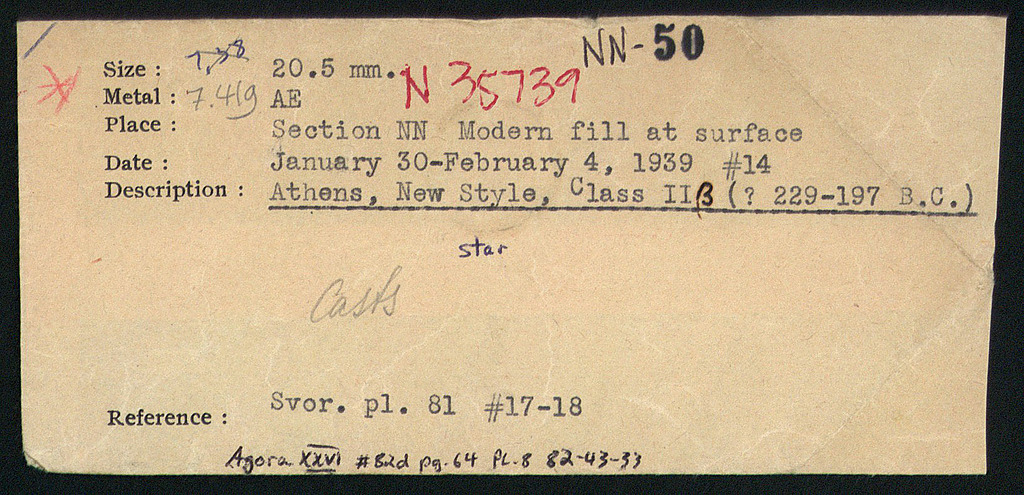 NN-50
Size : 7,38 20.5 mm. N 35739
Metal : 7.41g AE
Place : Section NN Modern fill at surface
Date : January 30-February 4, 1939 #14
Description : Athens, New Style, Class IIβ (? 229-197 B.C.)
star
Casts
Reference : Svor. pl. 81 #17-18
Agora XXVI #82d pg.64 PL.8 82-43-33